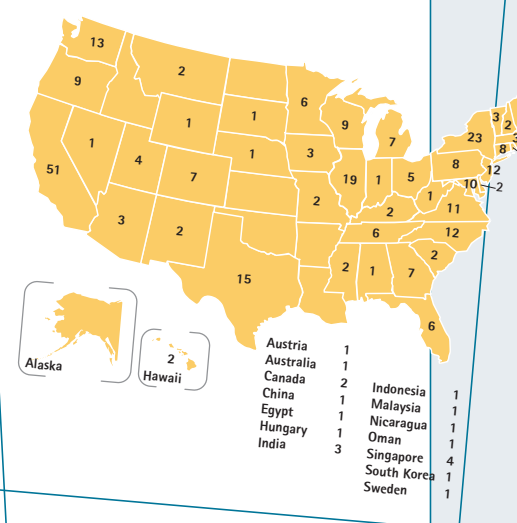 13
2
9
6
3
2
1
9
23
3
1
7
8
1
1
3
8
4
5
12
51
7
19
1
10
2
1
2
2
11
3
2
6
12
2
15
2
1
7
6
2
Alaska
Hawaii
Austria 1
Australia 1
Canada 2
China 1
Egypt 1
Hungary 1
India 3
Indonesia 1
Malaysia 1
Nicaragua 1
Oman 1
Singapore 4
South Korea 1
Sweden 1